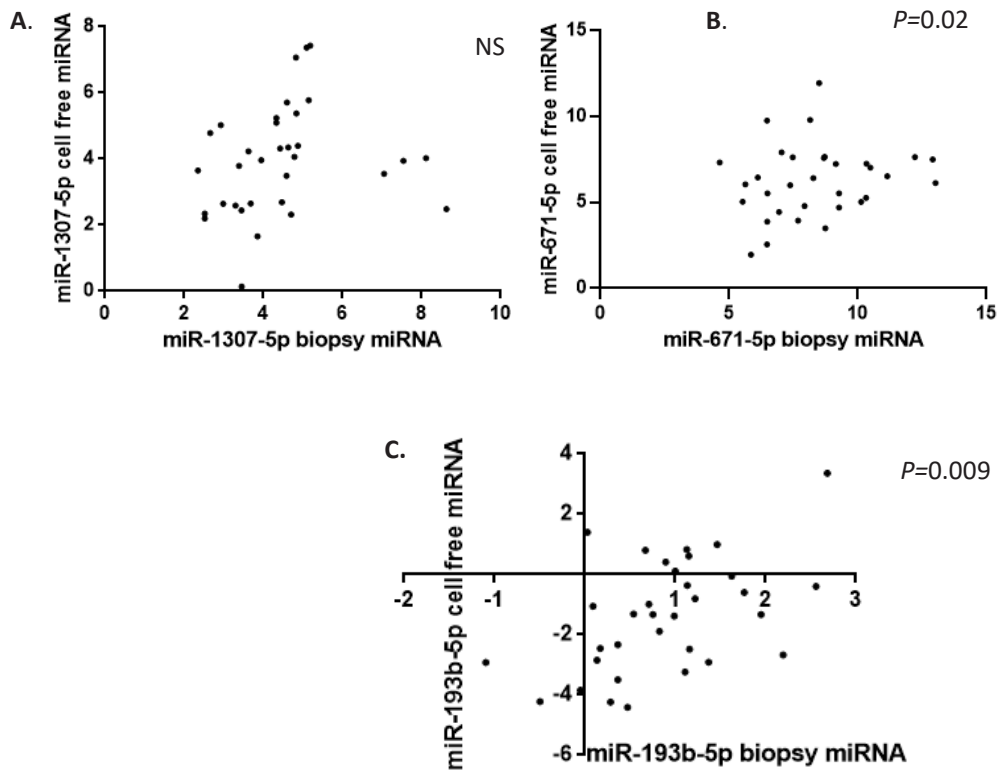 A.
NS
miR-1307-5p cell free miRNA
8
6
4
2
0
0 2 4 6 8 10
miR-1307-5p biopsy miRNA
B.
P=0.02
miR-671-5p cell free miRNA
15
10
5
0
0 5 10 15
miR-671-5p biopsy miRNA
C.
P=0.009
miR-193b-5p cell free miRNA
4
2
-2 -1 1 2 3
-2
-4
-6
miR-193b-5p biopsy miRNA